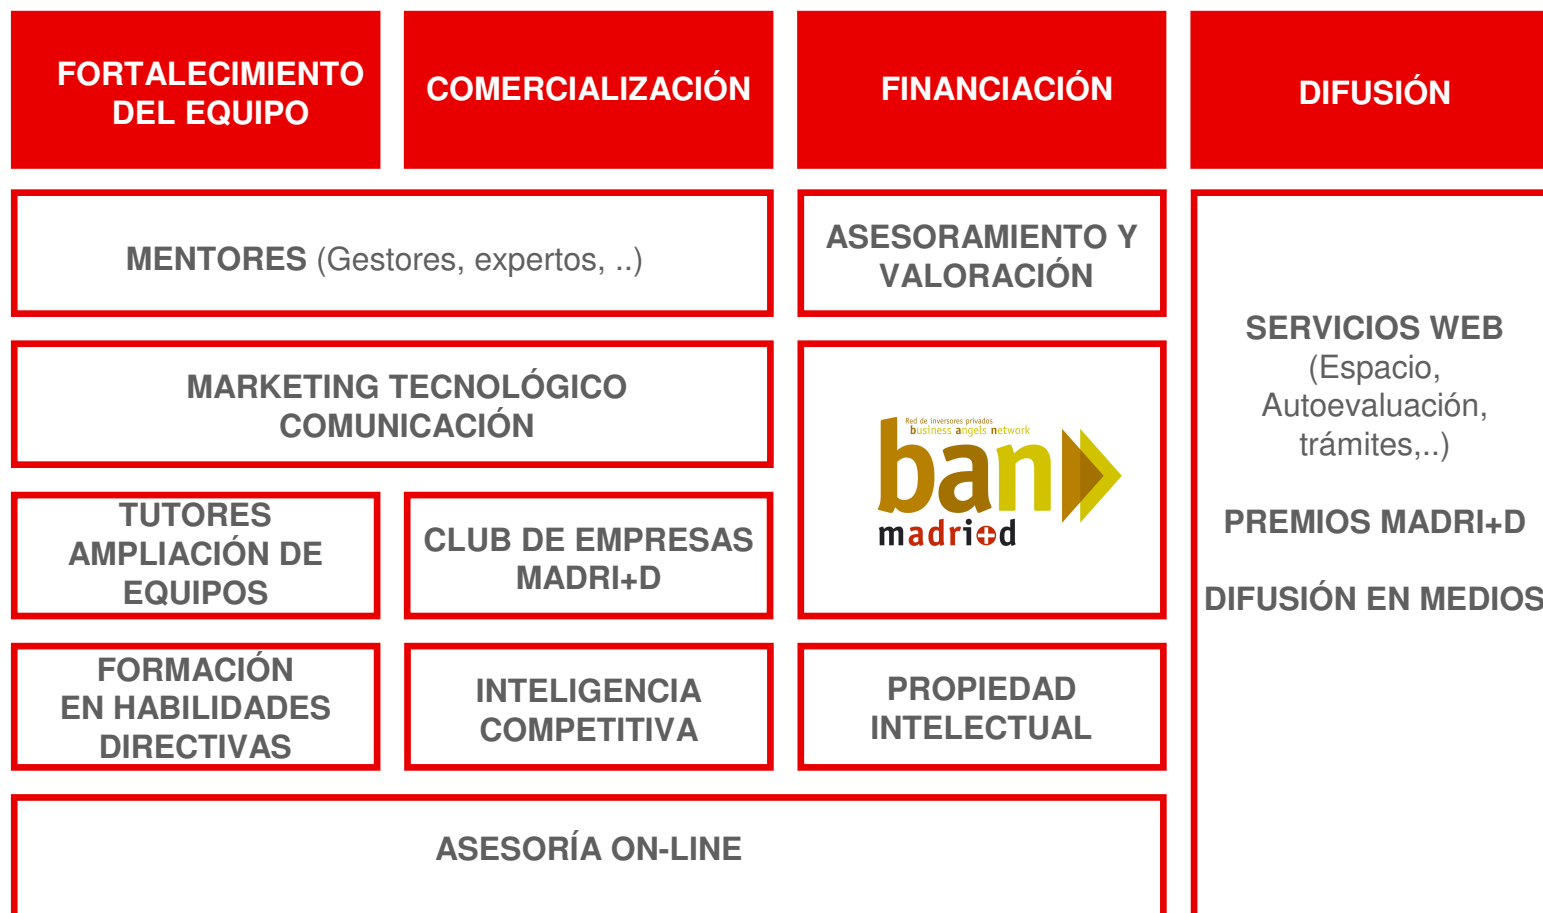 FORTALECIMIENTO
DEL EQUIPO
COMERCIALIZACIÓN
FINANCIACIÓN
DIFUSIÓN
MENTORES (Gestores, expertos, ..)
ASESORAMIENTO Y
VALORACIÓN
MARKETING TECNOLÓGICO
COMUNICACIÓN
Red de inversores privados
business angels network
ban
madri+d
TUTORES
AMPLIACIÓN DE
EQUIPOS
CLUB DE EMPRESAS
MADRI+D
FORMACIÓN
EN HABILIDADES
DIRECTIVAS
INTELIGENCIA
COMPETITIVA
PROPIEDAD
INTELECTUAL
ASESORÍA ON-LINE
SERVICIOS WEB
(Espacio,
Autoevaluación,
trámites,..)
PREMIOS MADRI+D
DIFUSIÓN EN MEDIOS